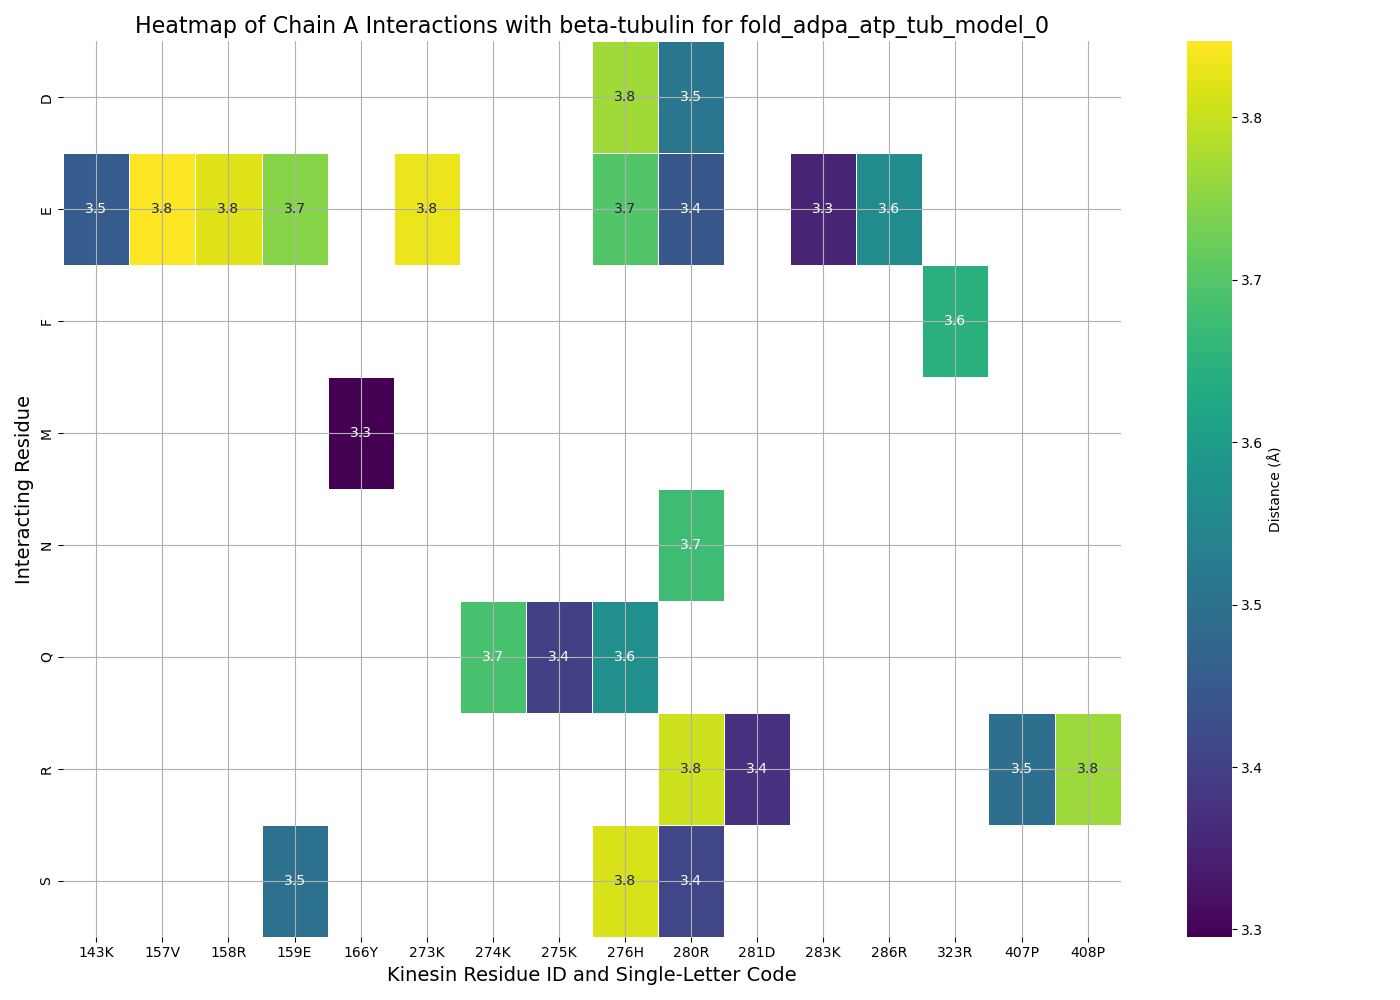 Heatmap of Chain A Interactions with beta-tubulin for fold_adpa_atp_tub_model_0
Interacting Residue
D 3.8 3.5
E 3.5 3.8 3.8 3.7 3.8 3.7 3.4 3.3 3.6
F 3.6
M 3.3
N 3.7
Q 3.7 3.4 3.6
R 3.8 3.4 3.5 3.8
S 3.5 3.8 3.4
143K 157V 158R 159E 166Y 273K 274K 275K 276H 280R 281D 283K 286R 323R 407P 408P
Kinesin Residue ID and Single-Letter Code
3.8
3.7
3.6
3.5
3.4
3.3
Distance (Å)